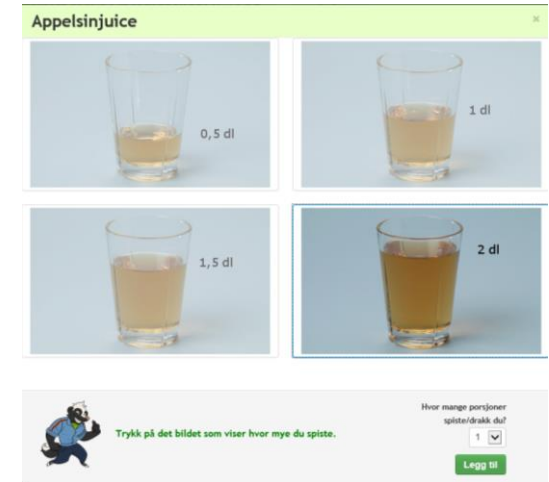 Appelsinjuice
×
0,5 dl
1 dl
1,5 dl
2 dl
Trykk på det bildet som viser hvor mye du spiste.
Hvor mange porsjoner
spiste/drakk du?
1
Legg til